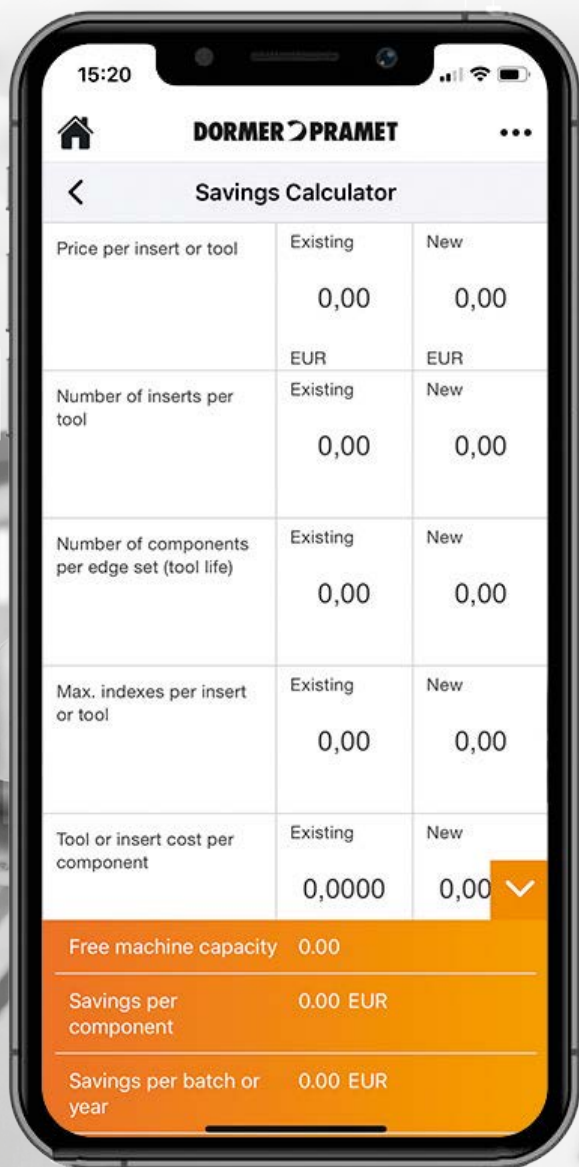 15:20
DORMER PRAMET
Savings Calculator
Price per insert or tool
Existing
New
0,00
0,00
EUR
EUR
Number of inserts per
tool
Existing
New
0,00
0,00
Number of components
per edge set (tool life)
Existing
New
0,00
0,00
Max. indexes per insert
or tool
Existing
New
0,00
0,00
Tool or insert cost per
component
Existing
New
0,0000
0,00
Free machine capacity 0.00
Savings per
component
0.00 EUR
Savings per batch or
year
0.00 EUR